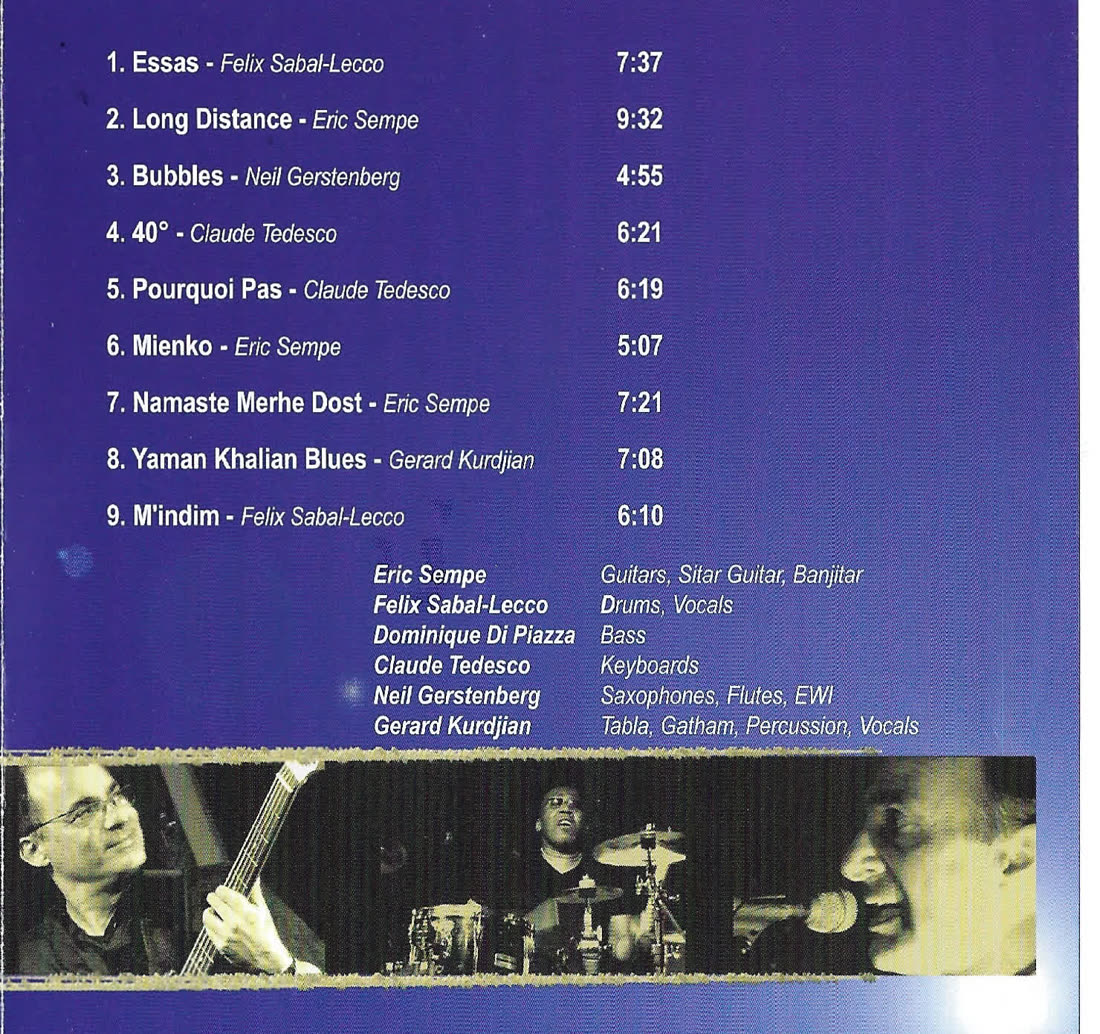 1. Essas - Felix Sabal-Lecco 7:37
2. Long Distance - Eric Sempe 9:32
3. Bubbles - Neil Gerstenberg 4:55
4. 40° - Claude Tedesco 6:21
5. Pourquoi Pas - Claude Tedesco 6:19
6. Mienko - Eric Sempe 5:07
7. Namaste Merhe Dost - Eric Sempe 7:21
8. Yaman Khalian Blues - Gerard Kurdjian 7:08
9. M'indim - Felix Sabal-Lecco 6:10
Eric Sempe Guitars, Sitar Guitar, Banjitar
Felix Sabal-Lecco Drums, Vocals
Dominique Di Piazza Bass
Claude Tedesco Keyboards
Neil Gerstenberg Saxophones, Flutes, EWI
Gerard Kurdjian Tabla, Gatham, Percussion, Vocals